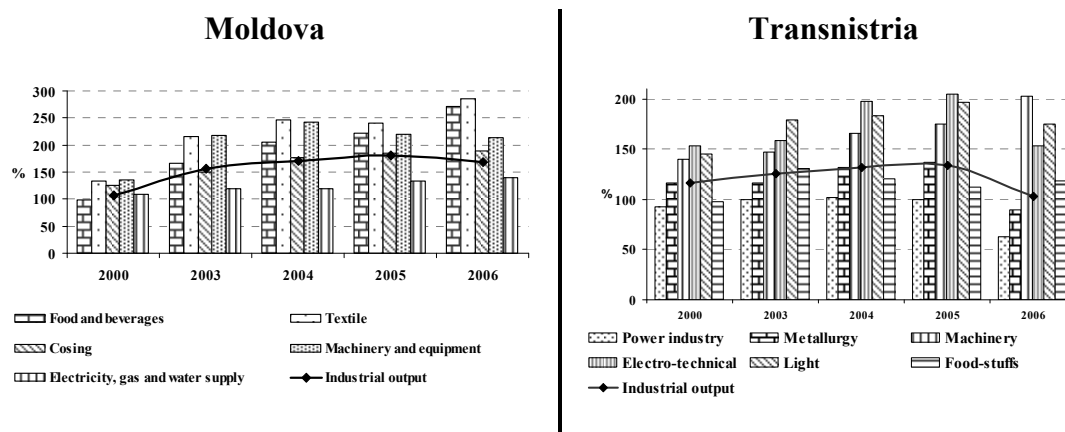 Moldova
300
250
200
% 150
100
50
0
2000 2003 2004 2005 2006
Food and beverages Textile
Cosing Machinery and equipment
Electricity, gas and water supply Industrial output
Transnistria
200
150
% 100
50
0
2000 2003 2004 2005 2006
Power industry Metallurgy Machinery
Electro-technical Light Food-stuffs
Industrial output